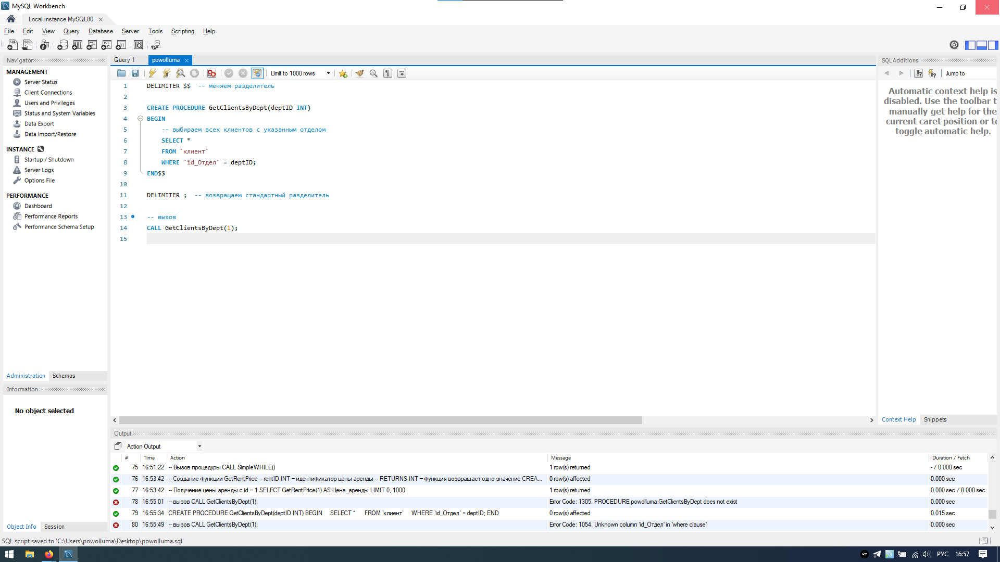 MySQL Workbench
Local instance MySQL80
File Edit View Query Database Server Tools Scripting Help
Navigator
MANAGEMENT
Server Status
Client Connections
Users and Privileges
Status and System Variables
Data Export
Data Import/Restore
INSTANCE
Startup / Shutdown
Server Logs
Options File
PERFORMANCE
Dashboard
Performance Reports
Performance Schema Setup
Administration Schemas
Information
No object selected
Object Info Session
Query 1 powolluma
Limit to 1000 rows
1 DELIMITER $$ -- меняем разделитель
2
3 CREATE PROCEDURE GetClientsByDept(deptID INT)
4 BEGIN
5 -- выбираем всех клиентов с указанным отделом
6 SELECT *
7 FROM `клиент`
8 WHERE `id_Отдел` = deptID;
9 END$$
10
11 DELIMITER ; -- возвращаем стандартный разделитель
12
13 -- вызов
14 CALL GetClientsByDept(1);
15
SQLAdditions
Jump to
Automatic context help is
disabled. Use the toolbar t
manually get help for the
current caret position or to
toggle automatic help.
Context Help Snippets
Output
Action Output
# Time Action Message Duration / Fetch
75 16:51:22 -- Вызов процедуры CALL SimpleWHILE() 1 row(s) returned - / 0.000 sec
76 16:53:42 -- Создание функции GetRentPrice -- rentID INT – идентификатор цены аренды -- RETURNS INT – функция возвращает одно значение CREA... 0 row(s) affected 0.000 sec
77 16:53:42 -- Получение цены аренды с id = 1 SELECT GetRentPrice(1) AS Цена_аренды LIMIT 0, 1000 1 row(s) returned 0.000 sec / 0.000 sec
78 16:55:01 -- вызов CALL GetClientsByDept(1); Error Code: 1305. PROCEDURE powolluma.GetClientsByDept does not exist 0.000 sec
79 16:55:34 CREATE PROCEDURE GetClientsByDept(deptID INT) BEGIN SELECT * FROM `клиент` WHERE `id_Отдел` = deptID; END 0 row(s) affected 0.015 sec
80 16:55:49 -- вызов CALL GetClientsByDept(1); Error Code: 1054. Unknown column 'id_Отдел' in 'where clause' 0.000 sec
SQL script saved to 'C:\Users\powolluma\Desktop\powolluma.sql'
РУС 16:57